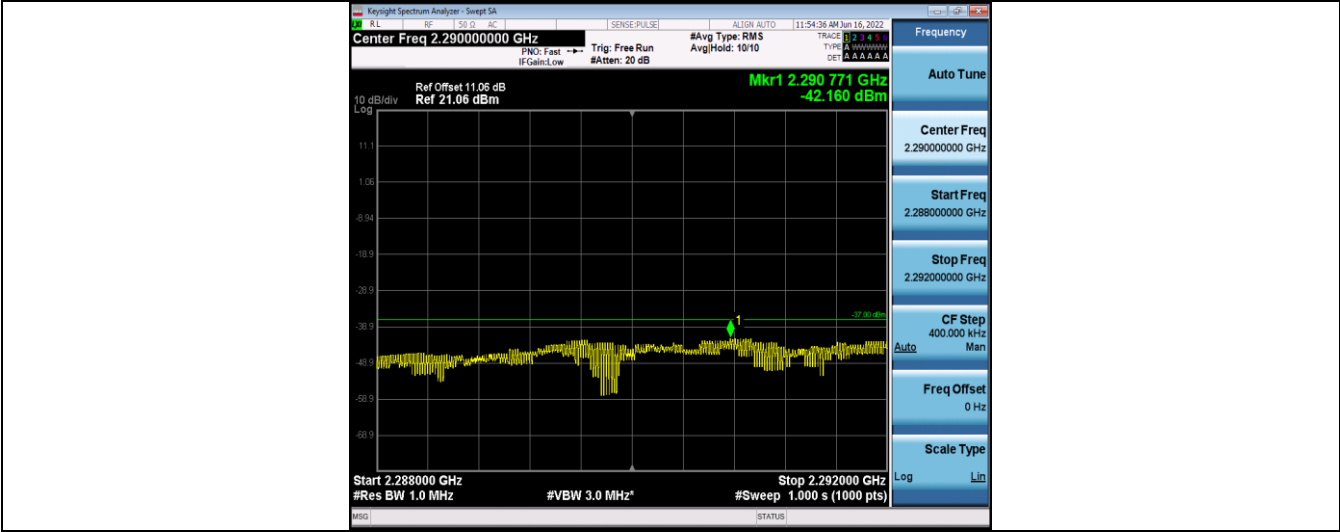 Keysight Spectrum Analyzer - Swept SA
RL RF 50 Ω AC SENSE:PULSE ALIGN AUTO 11:54:36 AM Jun 16, 2022
Center Freq 2.290000000 GHz
PNO: Fast
IFGain:Low
Trig: Free Run
#Atten: 20 dB
#Avg Type: RMS
Avg|Hold: 10/10
TRACE 1 2 3 4 5 6
TYPE A WWWWW
DET A A A A A A
Mkr1 2.290 771 GHz
-42.160 dBm
Ref Offset 11.06 dB
10 dB/div Ref 21.06 dBm
Log
11.1
1.06
-8.94
-18.9
-28.9
-37.00 dBm
1
-38.9
-48.9
-58.9
-68.9
Start 2.288000 GHz Stop 2.292000 GHz
#Res BW 1.0 MHz #VBW 3.0 MHz* #Sweep 1.000 s (1000 pts)
MSG STATUS
Frequency
Auto Tune
Center Freq
2.290000000 GHz
Start Freq
2.288000000 GHz
Stop Freq
2.292000000 GHz
CF Step
400.000 kHz
Auto Man
Freq Offset
0 Hz
Scale Type
Log Lin